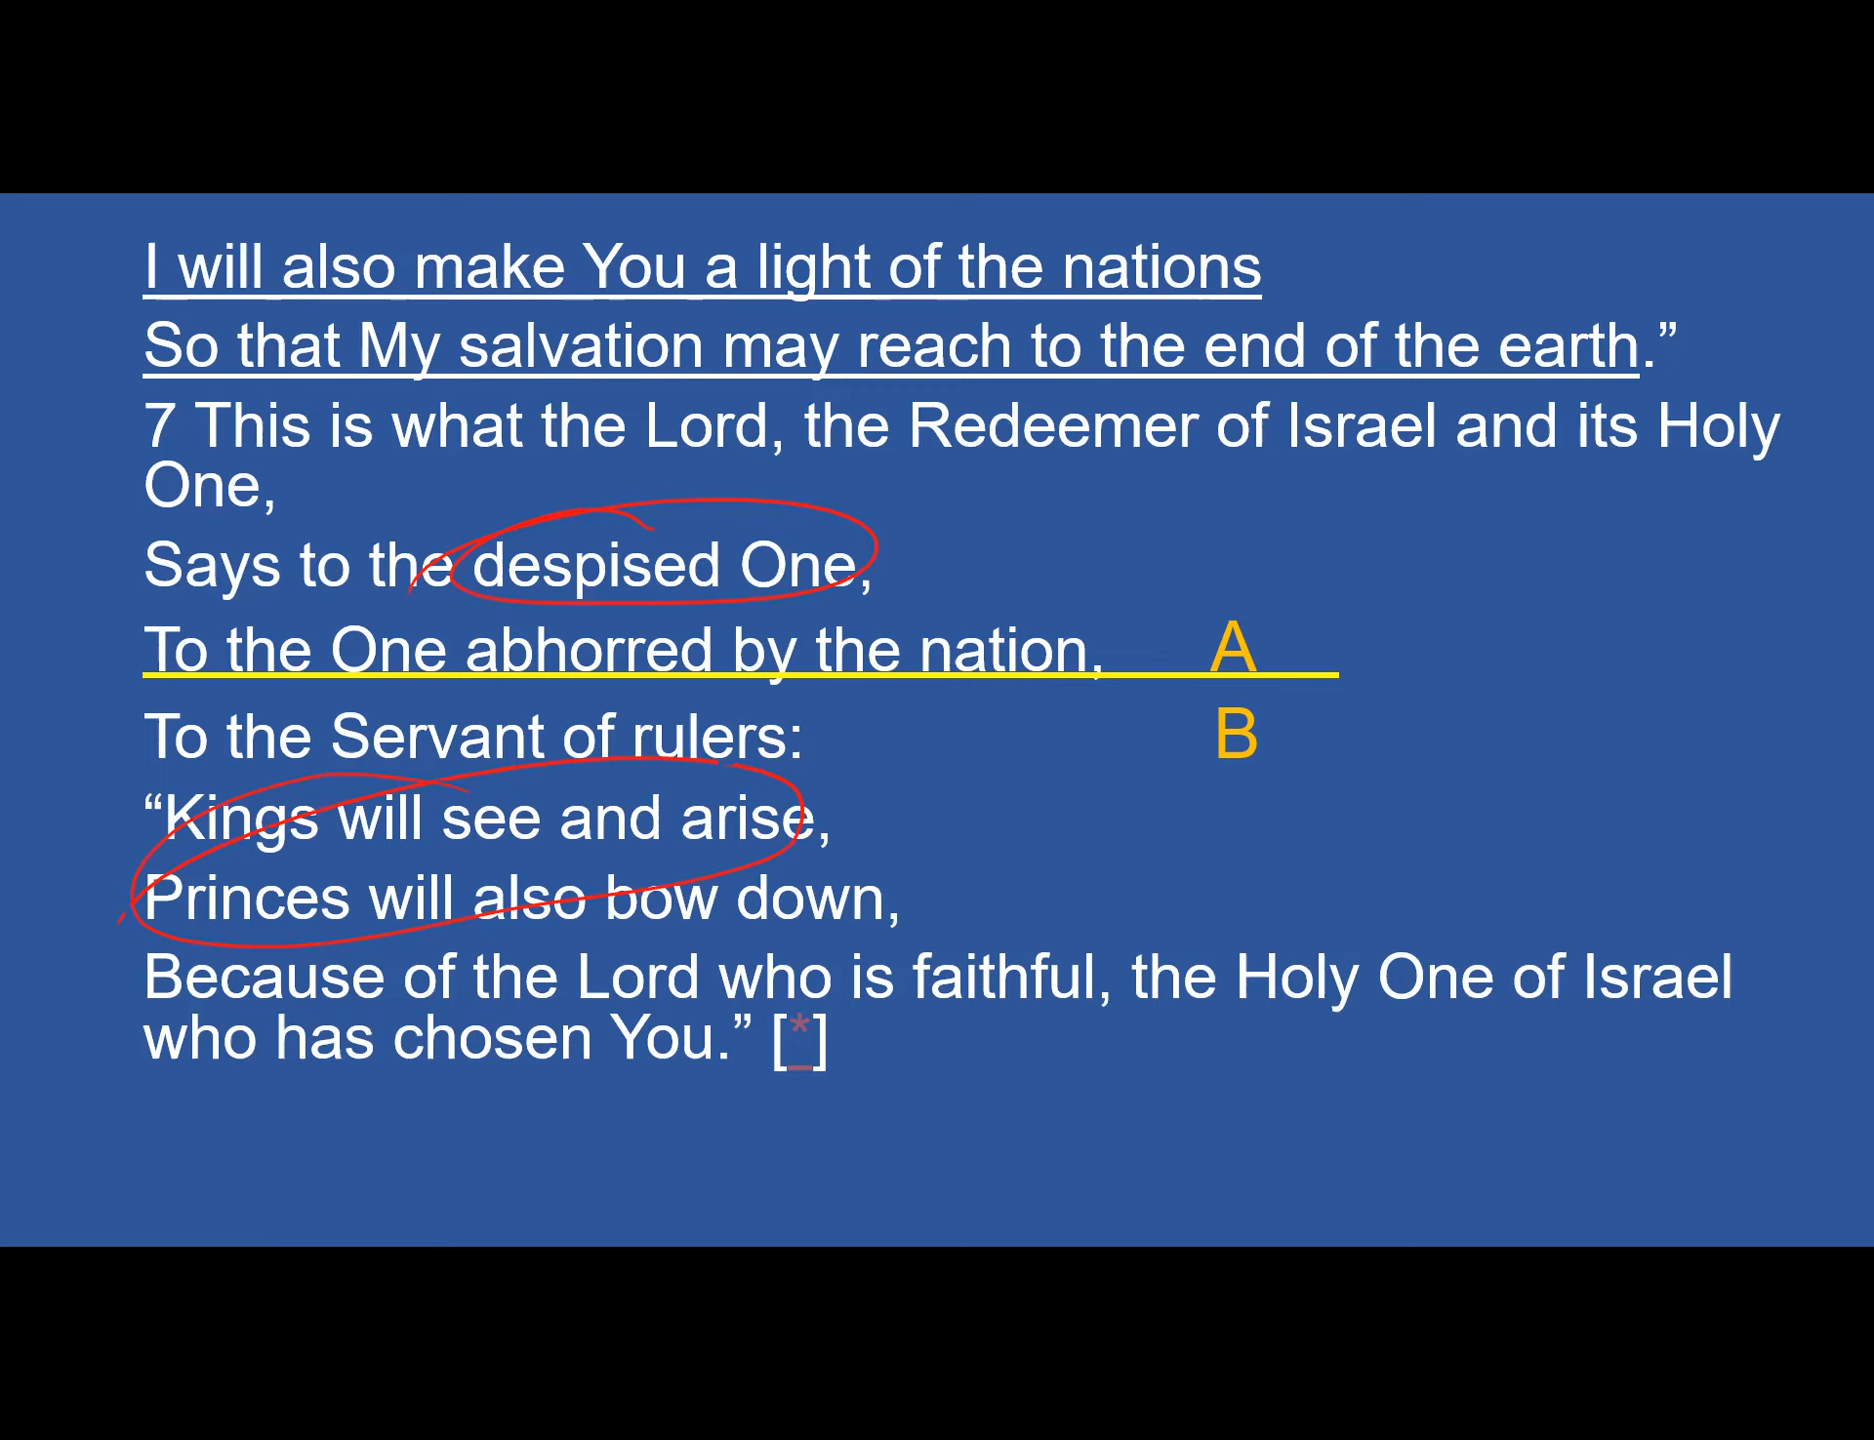 I will also make You a light of the nations
So that My salvation may reach to the end of the earth.”
7 This is what the Lord, the Redeemer of Israel and its Holy
One,
Says to the despised One,
To the One abhorred by the nation, A
To the Servant of rulers: B
“Kings will see and arise,
Princes will also bow down,
Because of the Lord who is faithful, the Holy One of Israel
who has chosen You.” [*]